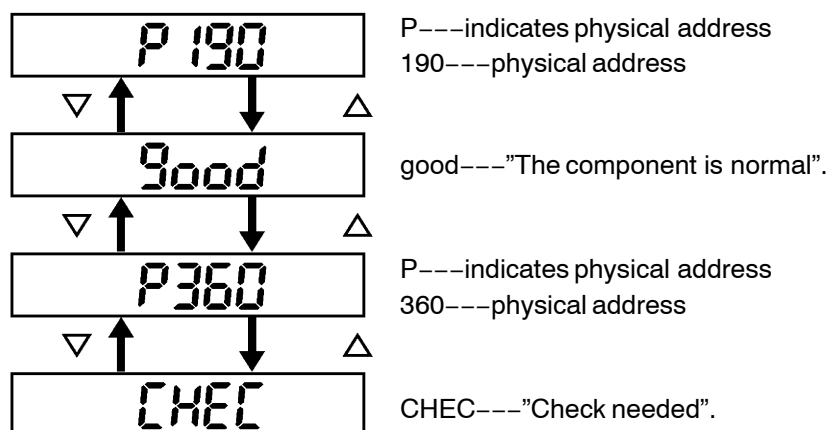 P190
P−−−indicates physical address
190−−−physical address
good
good−−−”The component is normal”.
P360
P−−−indicates physical address
360−−−physical address
CHEC
CHEC−−−”Check needed”.